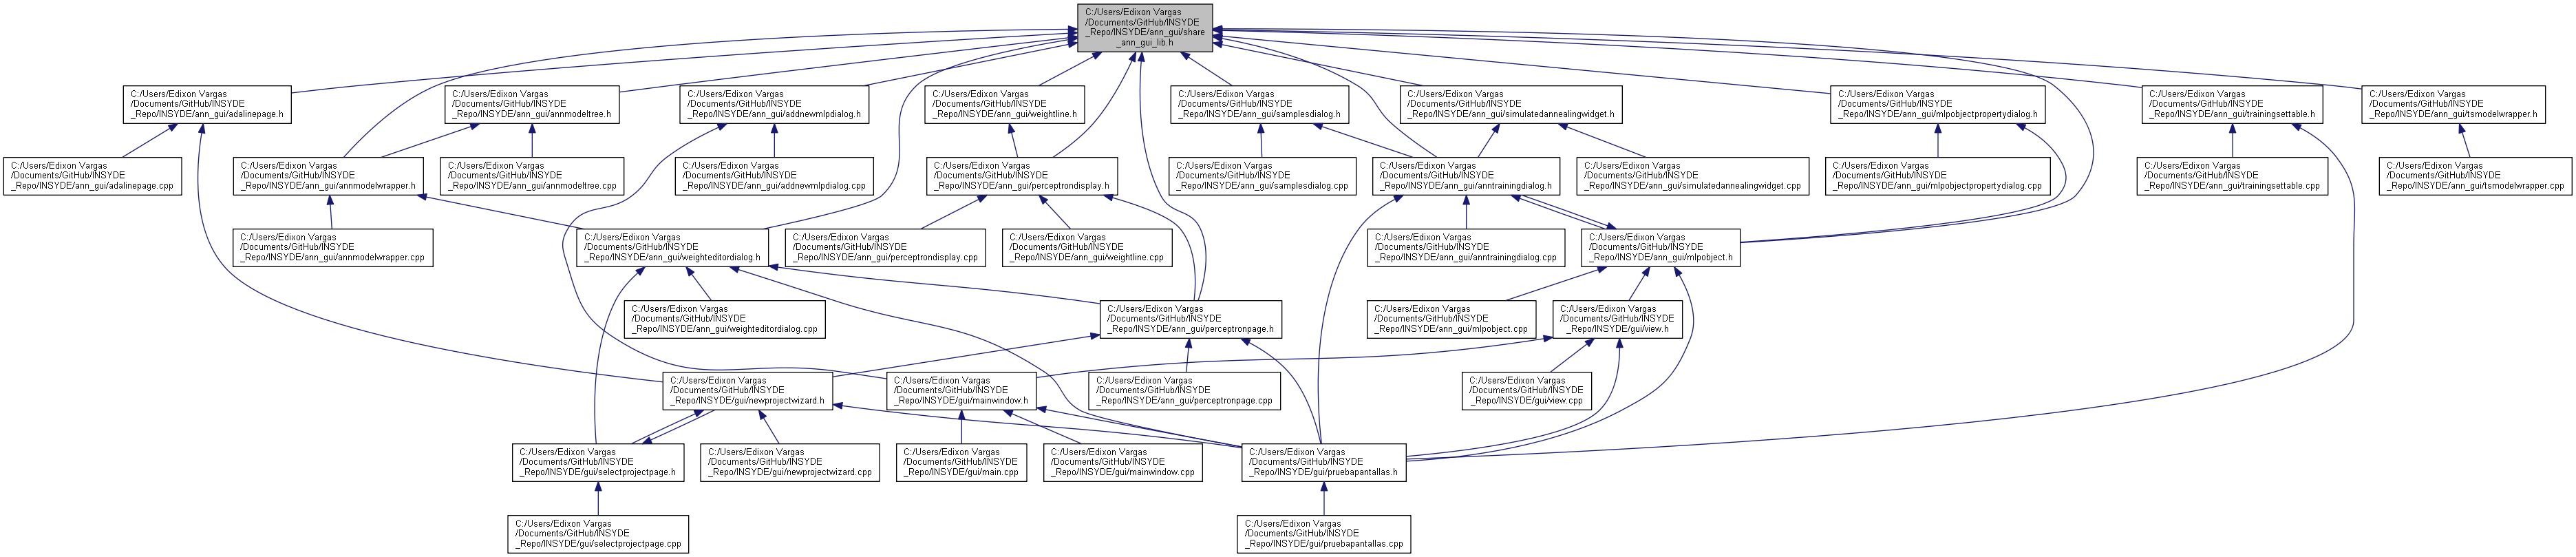 C:/Users/Edixon Vargas
/Documents/GitHub/INSYDE
_Repo/INSYDE/ann_gui/share
_ann_gui_lib.h
C:/Users/Edixon Vargas
/Documents/GitHub/INSYDE
_Repo/INSYDE/ann_gui/adalinepage.h
C:/Users/Edixon Vargas
/Documents/GitHub/INSYDE
_Repo/INSYDE/ann_gui/annmodeltree.h
C:/Users/Edixon Vargas
/Documents/GitHub/INSYDE
_Repo/INSYDE/ann_gui/addnewmlpdialog.h
C:/Users/Edixon Vargas
/Documents/GitHub/INSYDE
_Repo/INSYDE/ann_gui/weightline.h
C:/Users/Edixon Vargas
/Documents/GitHub/INSYDE
_Repo/INSYDE/ann_gui/samplesdialog.h
C:/Users/Edixon Vargas
/Documents/GitHub/INSYDE
_Repo/INSYDE/ann_gui/simulatedannealingwidget.h
C:/Users/Edixon Vargas
/Documents/GitHub/INSYDE
_Repo/INSYDE/ann_gui/mlpobjectpropertydialog.h
C:/Users/Edixon Vargas
/Documents/GitHub/INSYDE
_Repo/INSYDE/ann_gui/trainingsettable.h
C:/Users/Edixon Vargas
/Documents/GitHub/INSYDE
_Repo/INSYDE/ann_gui/tsmodelwrapper.h
C:/Users/Edixon Vargas
/Documents/GitHub/INSYDE
_Repo/INSYDE/ann_gui/adalinepage.cpp
C:/Users/Edixon Vargas
/Documents/GitHub/INSYDE
_Repo/INSYDE/ann_gui/annmodelwrapper.h
C:/Users/Edixon Vargas
/Documents/GitHub/INSYDE
_Repo/INSYDE/ann_gui/annmodeltree.cpp
C:/Users/Edixon Vargas
/Documents/GitHub/INSYDE
_Repo/INSYDE/ann_gui/addnewmlpdialog.cpp
C:/Users/Edixon Vargas
/Documents/GitHub/INSYDE
_Repo/INSYDE/ann_gui/perceptrondisplay.h
C:/Users/Edixon Vargas
/Documents/GitHub/INSYDE
_Repo/INSYDE/ann_gui/samplesdialog.cpp
C:/Users/Edixon Vargas
/Documents/GitHub/INSYDE
_Repo/INSYDE/ann_gui/anntrainingdialog.h
C:/Users/Edixon Vargas
/Documents/GitHub/INSYDE
_Repo/INSYDE/ann_gui/simulatedannealingwidget.cpp
C:/Users/Edixon Vargas
/Documents/GitHub/INSYDE
_Repo/INSYDE/ann_gui/mlpobjectpropertydialog.cpp
C:/Users/Edixon Vargas
/Documents/GitHub/INSYDE
_Repo/INSYDE/ann_gui/trainingsettable.cpp
C:/Users/Edixon Vargas
/Documents/GitHub/INSYDE
_Repo/INSYDE/ann_gui/tsmodelwrapper.cpp
C:/Users/Edixon Vargas
/Documents/GitHub/INSYDE
_Repo/INSYDE/ann_gui/annmodelwrapper.cpp
C:/Users/Edixon Vargas
/Documents/GitHub/INSYDE
_Repo/INSYDE/ann_gui/weighteditordialog.h
C:/Users/Edixon Vargas
/Documents/GitHub/INSYDE
_Repo/INSYDE/ann_gui/perceptrondisplay.cpp
C:/Users/Edixon Vargas
/Documents/GitHub/INSYDE
_Repo/INSYDE/ann_gui/weightline.cpp
C:/Users/Edixon Vargas
/Documents/GitHub/INSYDE
_Repo/INSYDE/ann_gui/anntrainingdialog.cpp
C:/Users/Edixon Vargas
/Documents/GitHub/INSYDE
_Repo/INSYDE/ann_gui/mlpobject.h
C:/Users/Edixon Vargas
/Documents/GitHub/INSYDE
_Repo/INSYDE/ann_gui/weighteditordialog.cpp
C:/Users/Edixon Vargas
/Documents/GitHub/INSYDE
_Repo/INSYDE/ann_gui/perceptronpage.h
C:/Users/Edixon Vargas
/Documents/GitHub/INSYDE
_Repo/INSYDE/ann_gui/mlpobject.cpp
C:/Users/Edixon Vargas
/Documents/GitHub/INSYDE
_Repo/INSYDE/gui/view.h
C:/Users/Edixon Vargas
/Documents/GitHub/INSYDE
_Repo/INSYDE/gui/newprojectwizard.h
C:/Users/Edixon Vargas
/Documents/GitHub/INSYDE
_Repo/INSYDE/gui/mainwindow.h
C:/Users/Edixon Vargas
/Documents/GitHub/INSYDE
_Repo/INSYDE/ann_gui/perceptronpage.cpp
C:/Users/Edixon Vargas
/Documents/GitHub/INSYDE
_Repo/INSYDE/gui/view.cpp
C:/Users/Edixon Vargas
/Documents/GitHub/INSYDE
_Repo/INSYDE/gui/selectprojectpage.h
C:/Users/Edixon Vargas
/Documents/GitHub/INSYDE
_Repo/INSYDE/gui/newprojectwizard.cpp
C:/Users/Edixon Vargas
/Documents/GitHub/INSYDE
_Repo/INSYDE/gui/main.cpp
C:/Users/Edixon Vargas
/Documents/GitHub/INSYDE
_Repo/INSYDE/gui/mainwindow.cpp
C:/Users/Edixon Vargas
/Documents/GitHub/INSYDE
_Repo/INSYDE/gui/pruebapantallas.h
C:/Users/Edixon Vargas
/Documents/GitHub/INSYDE
_Repo/INSYDE/gui/selectprojectpage.cpp
C:/Users/Edixon Vargas
/Documents/GitHub/INSYDE
_Repo/INSYDE/gui/pruebapantallas.cpp